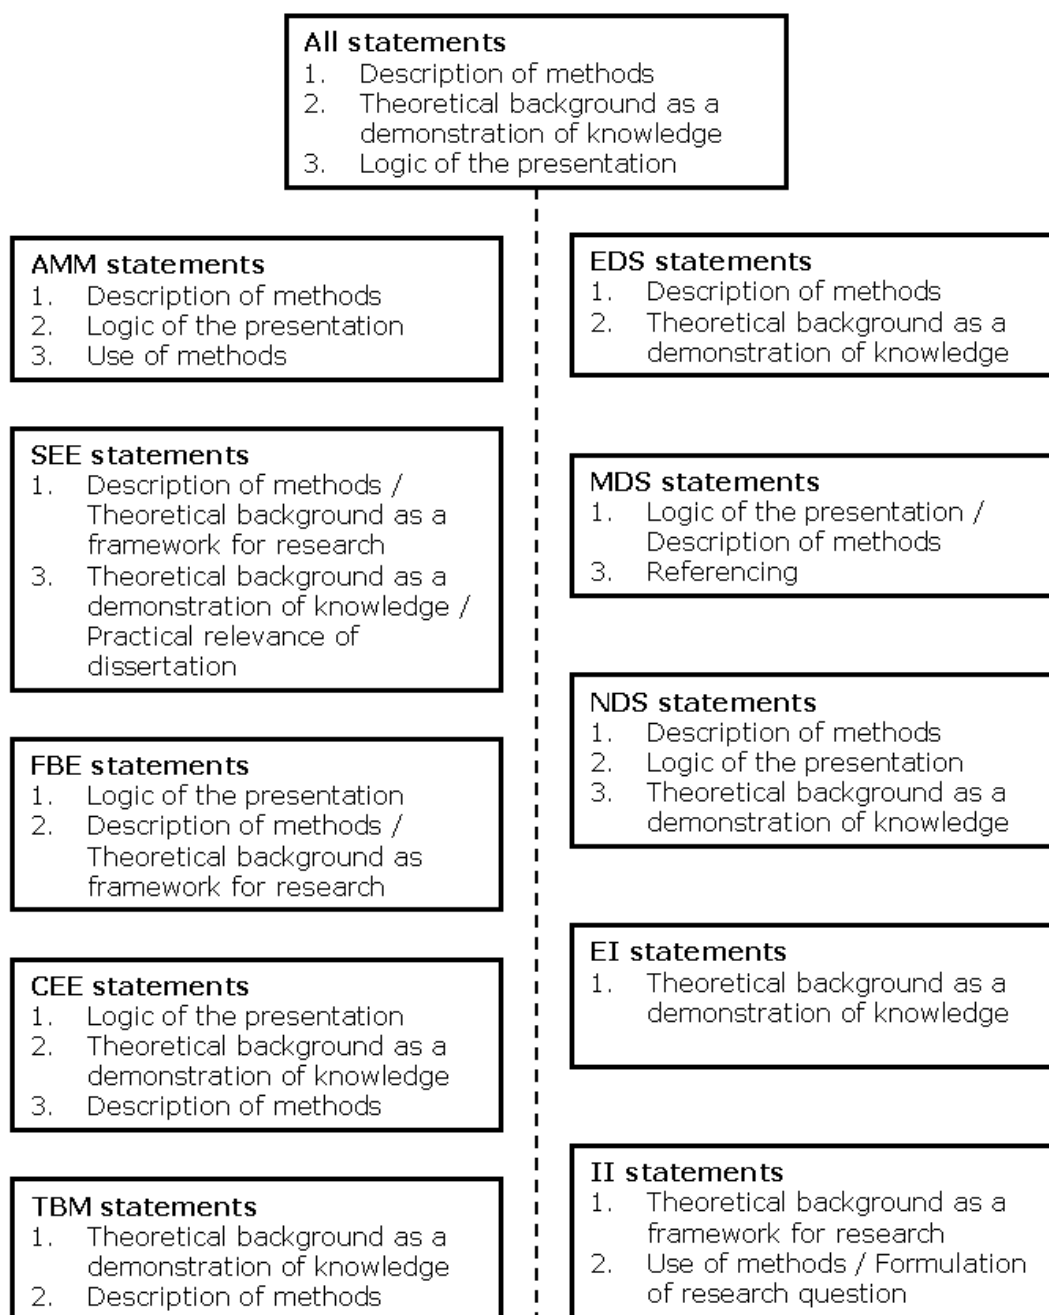 All statements
1. Description of methods
2. Theoretical background as a
demonstration of knowledge
3. Logic of the presentation
AMM statements
1. Description of methods
2. Logic of the presentation
3. Use of methods
SEE statements
1. Description of methods /
Theoretical background as a
framework for research
3. Theoretical background as a
demonstration of knowledge /
Practical relevance of
dissertation
FBE statements
1. Logic of the presentation
2. Description of methods /
Theoretical background as
framework for research
CEE statements
1. Logic of the presentation
2. Theoretical background as a
demonstration of knowledge
3. Description of methods
TBM statements
1. Theoretical background as a
demonstration of knowledge
2. Description of methods
EDS statements
1. Description of methods
2. Theoretical background as a
demonstration of knowledge
MDS statements
1. Logic of the presentation /
Description of methods
3. Referencing
NDS statements
1. Description of methods
2. Logic of the presentation
3. Theoretical background as a
demonstration of knowledge
EI statements
1. Theoretical background as a
demonstration of knowledge
II statements
1. Theoretical background as a
framework for research
2. Use of methods / Formulation
of research question